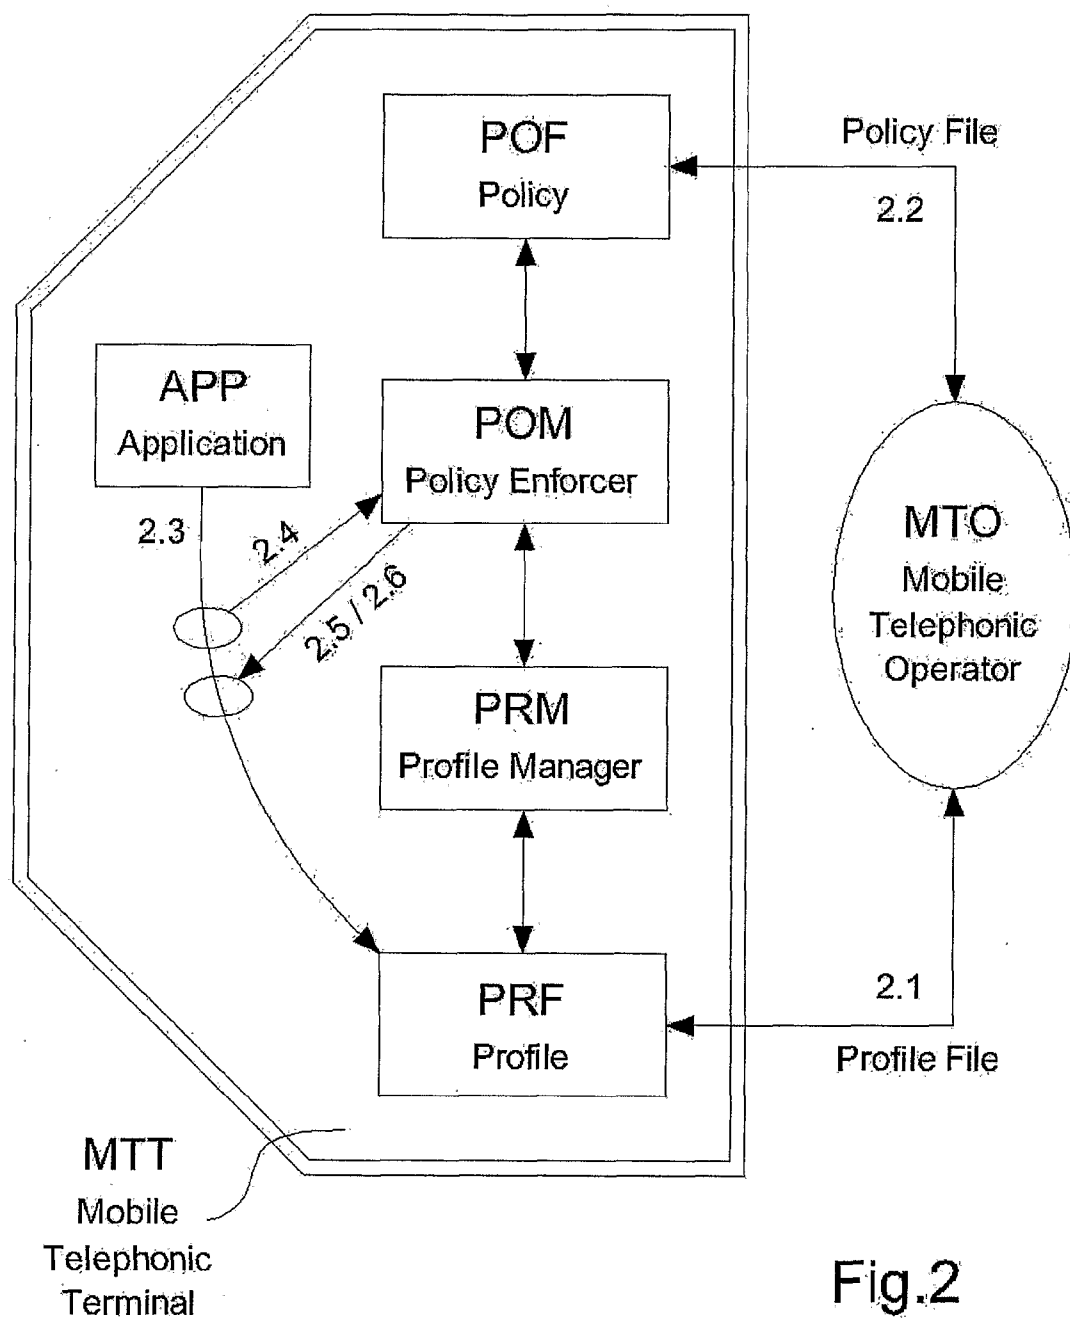 POF
Policy
Policy File
2.2
APP
Application
POM
Policy Enforcer
2.3
2.4
2.5 / 2.6
MTO
Mobile
Telephonic
Operator
PRM
Profile Manager
PRF
Profile
2.1
Profile File
MTT
Mobile
Telephonic
Terminal
Fig.2